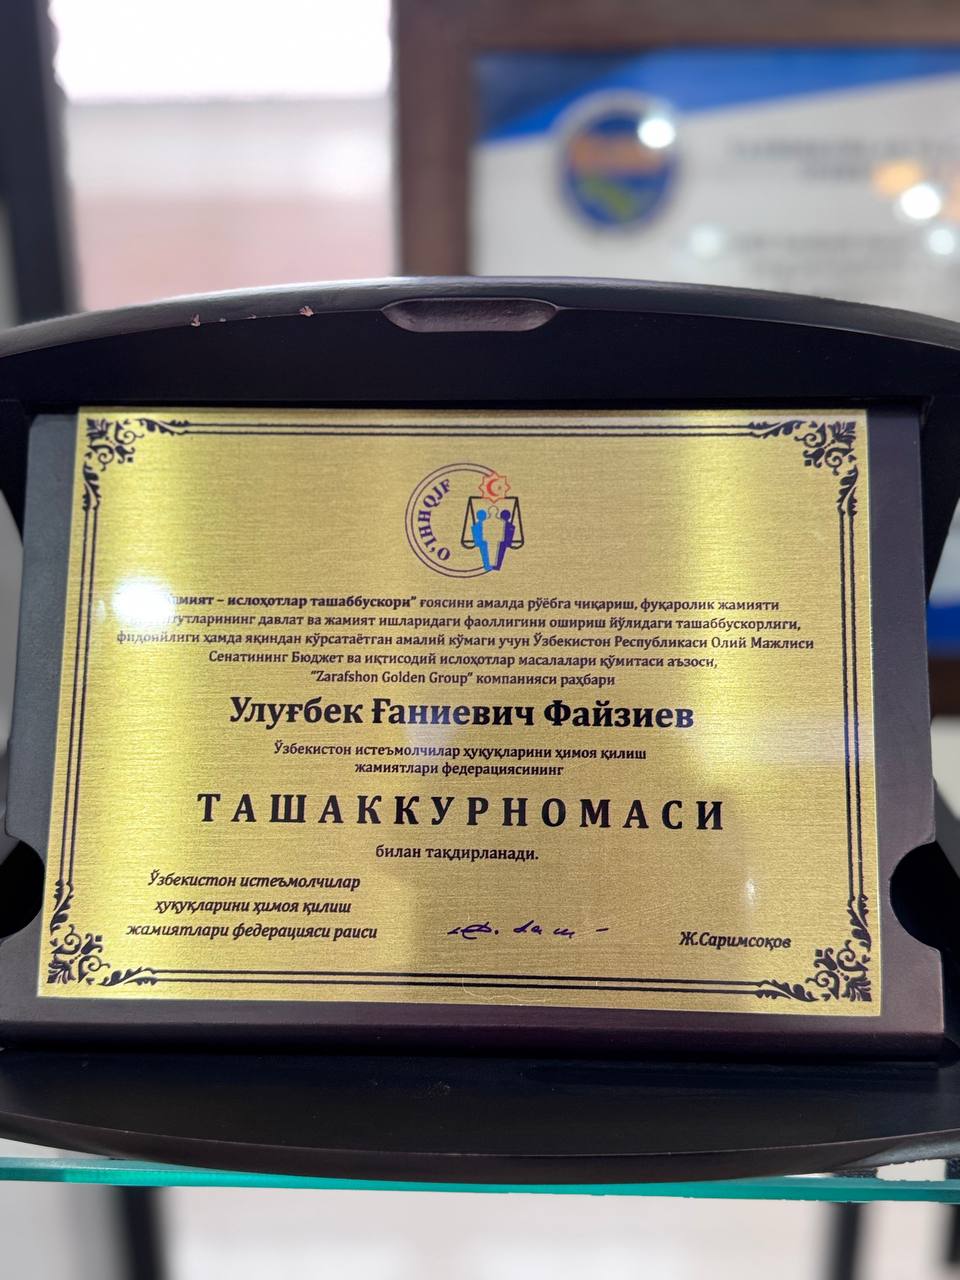 O'IHHQJF
– ислоҳотлар ташаббускори” ғоясини амалда рўёбга чиқариш, фуқаролик жамияти
давлат ва жамият ишларидаги фаоллигини ошириш йўлидаги ташаббускорлиги,
фидойилиги ҳамда яқиндан кўрсатаётган амалий кўмаги учун Ўзбекистон Республикаси Олий Мажлиси
Сенатининг Бюджет ва иқтисодий ислоҳотлар масалалари қўмитаси аъзоси,
“Zarafshon Golden Group” компанияси раҳбари
Улуғбек Ғаниевич Файзиев
Ўзбекистон истеъмолчилар ҳуқуқларини ҳимоя қилиш
жамиятлари федерациясининг
ТАШАККУРНОМАСИ
билан тақдирланади.
Ўзбекистон истеъмолчилар
ҳуқуқларини ҳимоя қилиш
жамиятлари федерацияси раиси
Ж.Саримсоқов